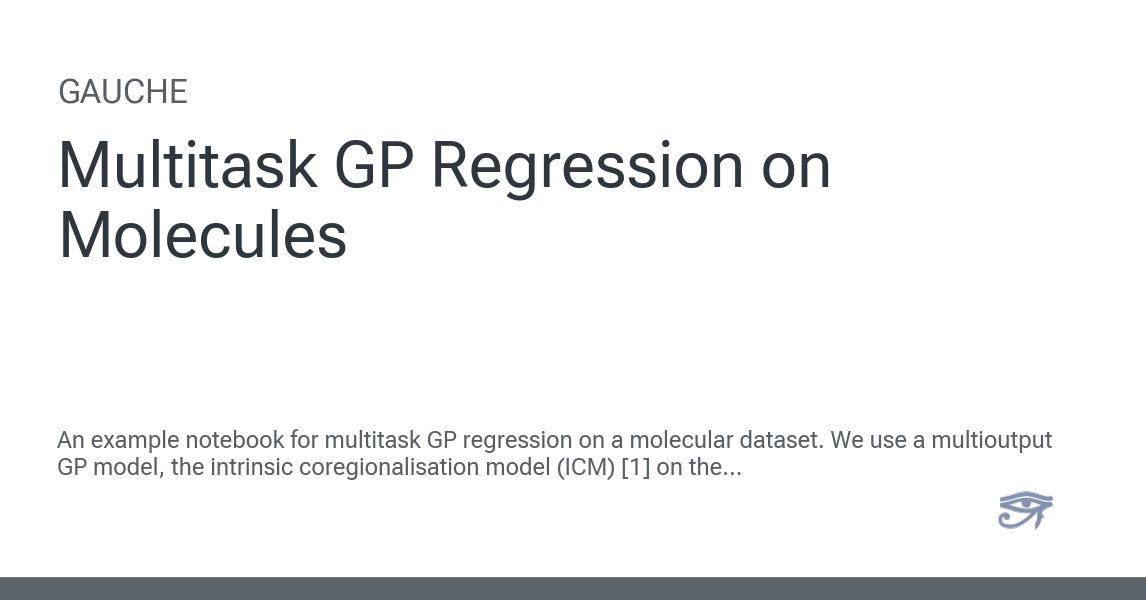 GAUCHE
Multitask GP Regression on
Molecules
An example notebook for multitask GP regression on a molecular dataset. We use a multioutput
GP model, the intrinsic coregionalisation model (ICM) [1] on the...